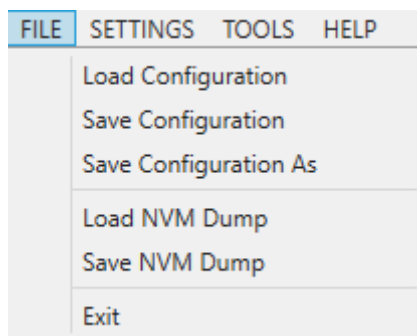 FILE SETTINGS TOOLS HELP
Load Configuration
Save Configuration
Save Configuration As
Load NVM Dump
Save NVM Dump
Exit